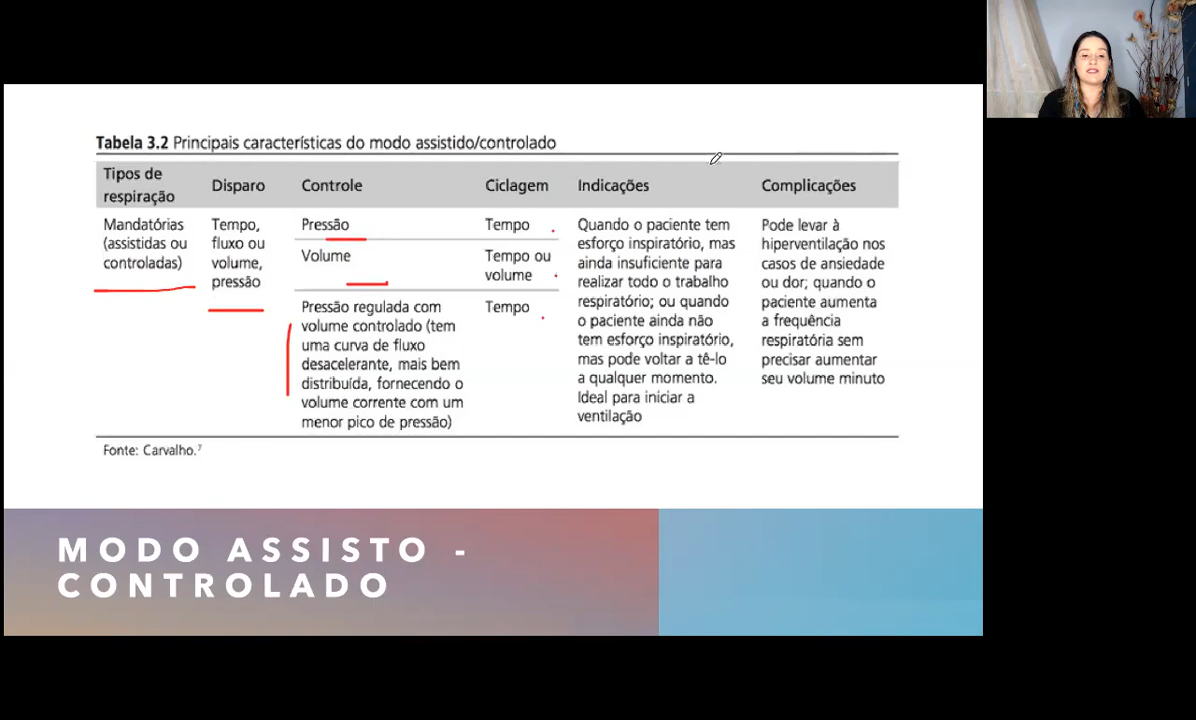 Tabela 3.2 Principais características do modo assistido/controlado
Tipos de respiração
Disparo
Controle
Ciclagem
Indicações
Complicações
Mandatórias
(assistidas ou
controladas)
Tempo,
fluxo ou
volume,
pressão
Pressão
Tempo
Volume
Tempo ou
volume
Pressão regulada com
volume controlado (tem
uma curva de fluxo
desacelerante, mais bem
distribuída, fornecendo o
volume corrente com um
menor pico de pressão)
Tempo
Quando o paciente tem
esforço inspiratório, mas
ainda insuficiente para
realizar todo o trabalho
respiratório; ou quando
o paciente ainda não
tem esforço inspiratório,
mas pode voltar a tê-lo
a qualquer momento.
Ideal para iniciar a
ventilação
Pode levar à
hiperventilação nos
casos de ansiedade
ou dor; quando o
paciente aumenta
a frequência
respiratória sem
precisar aumentar
seu volume minuto
Fonte: Carvalho.⁷
MODO ASSISTO -
CONTROLADO